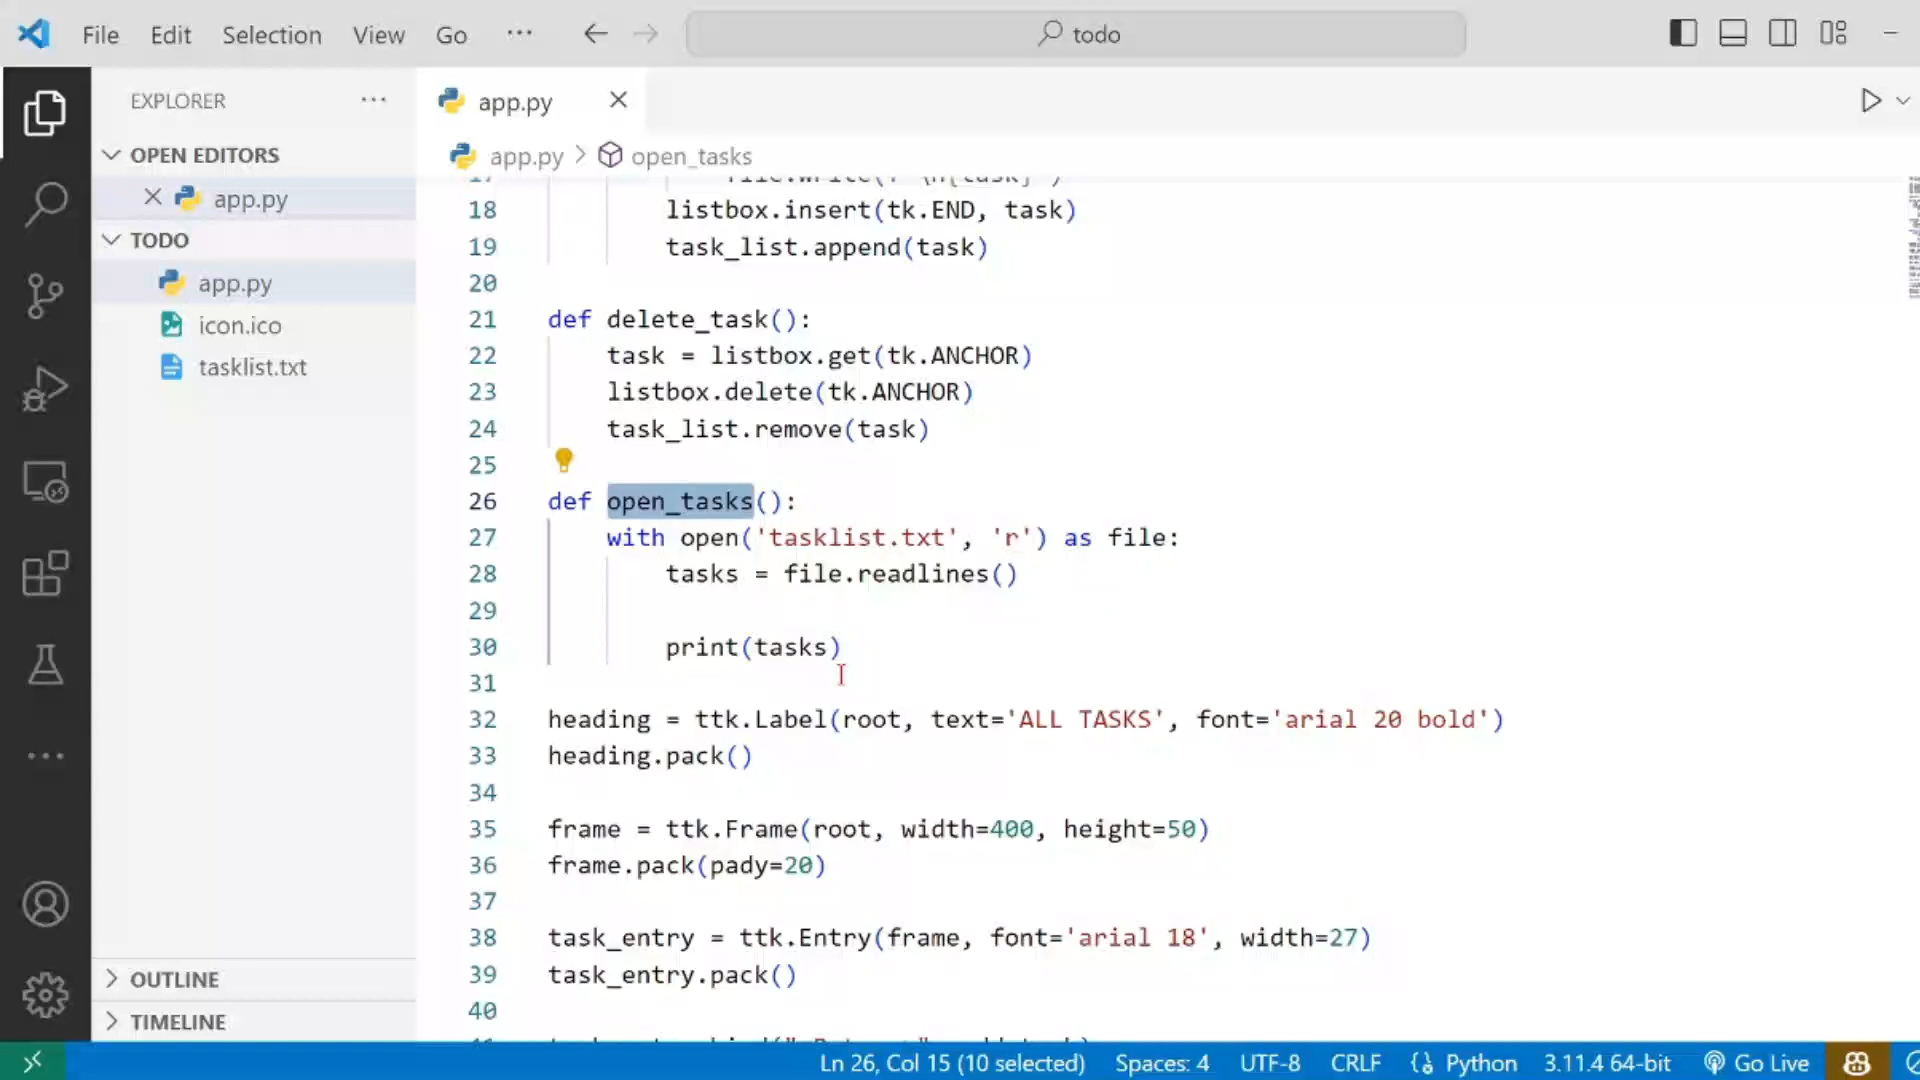 File Edit Selection View Go ··· todo
EXPLORER ···
OPEN EDITORS
app.py
TODO
app.py
icon.ico
tasklist.txt
OUTLINE
TIMELINE
app.py
app.py > open_tasks
18 listbox.insert(tk.END, task)
19 task_list.append(task)
20
21 def delete_task():
22 task = listbox.get(tk.ANCHOR)
23 listbox.delete(tk.ANCHOR)
24 task_list.remove(task)
25
26 def open_tasks():
27 with open('tasklist.txt', 'r') as file:
28 tasks = file.readlines()
29
30 print(tasks)
31
32 heading = ttk.Label(root, text='ALL TASKS', font='arial 20 bold')
33 heading.pack()
34
35 frame = ttk.Frame(root, width=400, height=50)
36 frame.pack(pady=20)
37
38 task_entry = ttk.Entry(frame, font='arial 18', width=27)
39 task_entry.pack()
40
Ln 26, Col 15 (10 selected) Spaces: 4 UTF-8 CRLF Python 3.11.4 64-bit Go Live